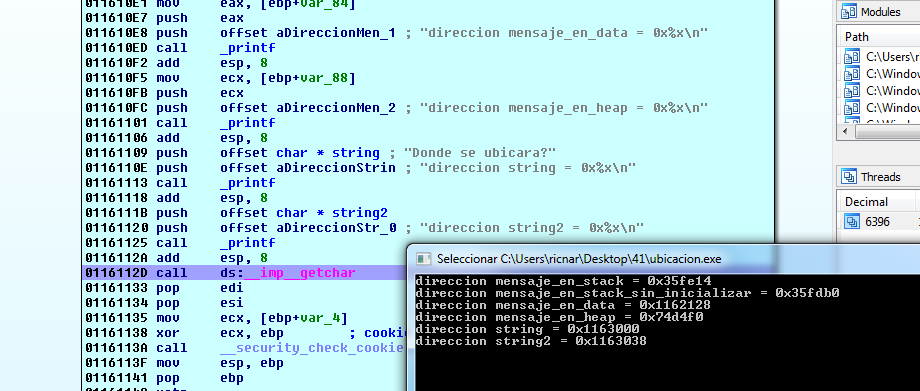 011610E1 mov eax, [ebp+var_84]
011610E7 push eax
011610E8 push offset aDireccionMen_1 ; "direccion mensaje_en_data = 0x%x\n"
011610ED call _printf
011610F2 add esp, 8
011610F5 mov ecx, [ebp+var_88]
011610FB push ecx
011610FC push offset aDireccionMen_2 ; "direccion mensaje_en_heap = 0x%x\n"
01161101 call _printf
01161106 add esp, 8
01161109 push offset char * string ; "Donde se ubicara?"
0116110E push offset aDireccionStrin ; "direccion string = 0x%x\n"
01161113 call _printf
01161118 add esp, 8
0116111B push offset char * string2
01161120 push offset aDireccionStr_0 ; "direccion string2 = 0x%x\n"
01161125 call _printf
0116112A add esp, 8
0116112D call ds:__imp__getchar
01161133 pop edi
01161134 pop esi
01161135 mov ecx, [ebp+var_4]
01161138 xor ecx, ebp ; cooki
0116113A call __security_check_cookie
0116113F mov esp, ebp
01161141 pop ebp
Modules
Path
C:\Users\r
C:\Window
C:\Window
C:\Window
C:\Window
Threads
Decimal
6396
Seleccionar C:\Users\ricnar\Desktop\41\ubicacion.exe
direccion mensaje_en_stack = 0x35fe14
direccion mensaje_en_stack_sin_inicializar = 0x35fdb0
direccion mensaje_en_data = 0x1162128
direccion mensaje_en_heap = 0x74d4f0
direccion string = 0x1163000
direccion string2 = 0x1163038